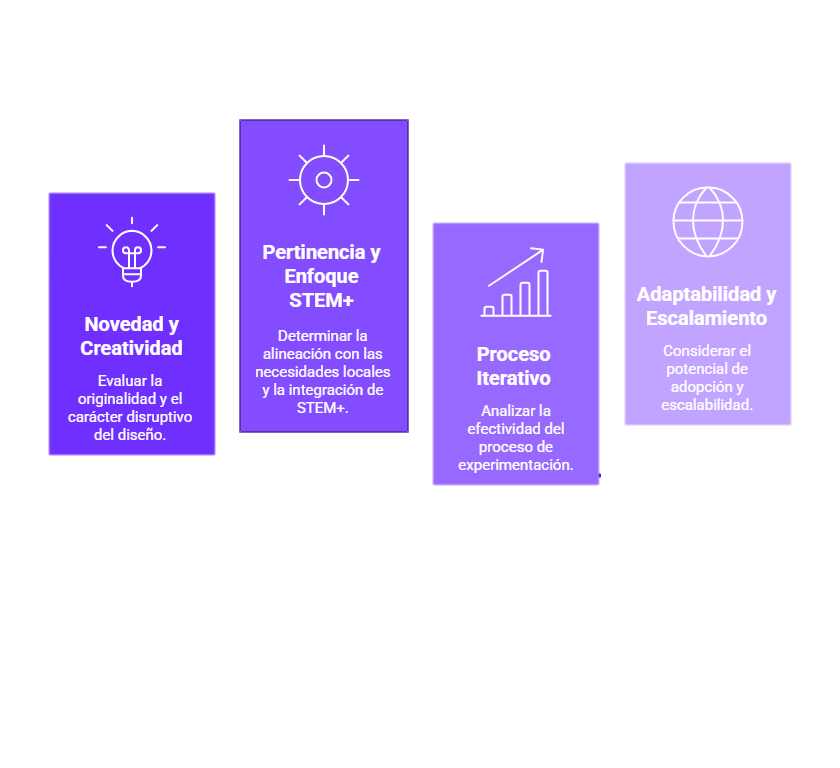 Novedad y
Creatividad
Evaluar la
originalidad y el
carácter disruptivo
del diseño.
Pertinencia y
Enfoque
STEM+
Determinar la
alineación con las
necesidades locales
y la integración de
STEM+.
Proceso
Iterativo
Analizar la
efectividad del
proceso de
experimentación.
Adaptabilidad y
Escalamiento
Considerar el
potencial de
adopción y
escalabilidad.